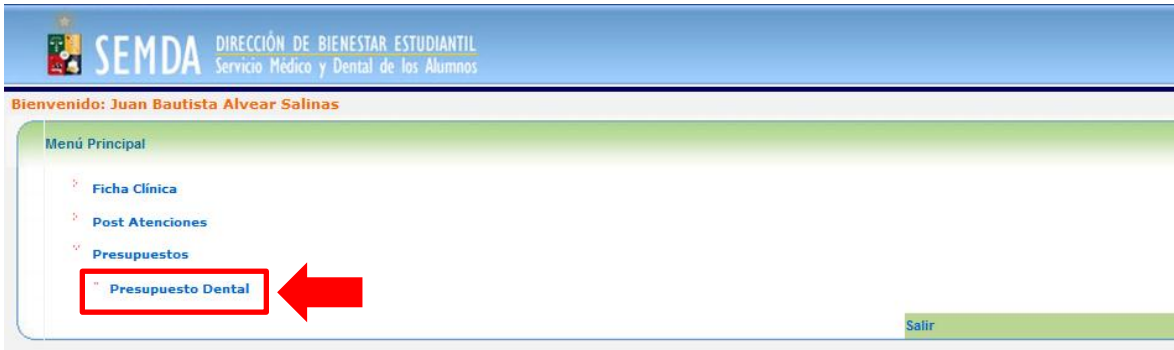 SEMDA
DIRECCIÓN DE BIENESTAR ESTUDIANTIL
Servicio Médico y Dental de los Alumnos
Bienvenido: Juan Bautista Alvear Salinas
Menú Principal
Ficha Clínica
Post Atenciones
Presupuestos
Presupuesto Dental
Salir